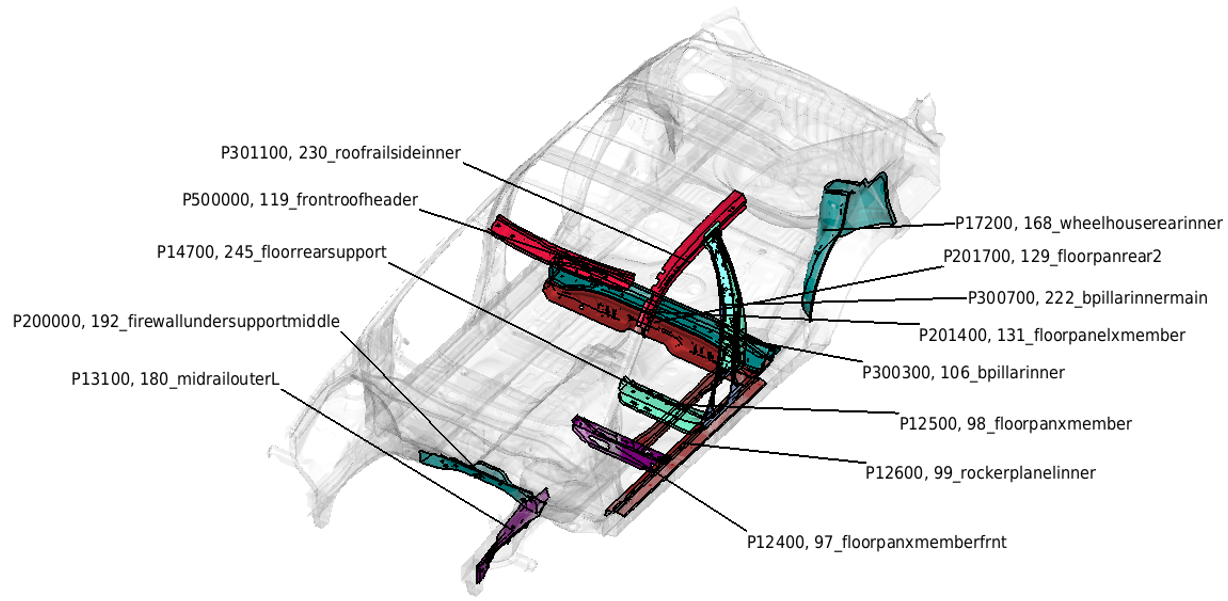 P301100, 230_roofrailsideinner
P500000, 119_frontroofheader
P14700, 245_floorrearsupport
P200000, 192_firewallundersupportmiddle
P13100, 180_midrailouterL
P17200, 168_wheelhouserearinner
P201700, 129_floorpanrear2
P300700, 222_bpillarinnermain
P201400, 131_floorpanelxmember
P300300, 106_bpillarinner
P12500, 98_floorpanxmember
P12600, 99_rockerplanelinner
P12400, 97_floorpanxmemberfrnt